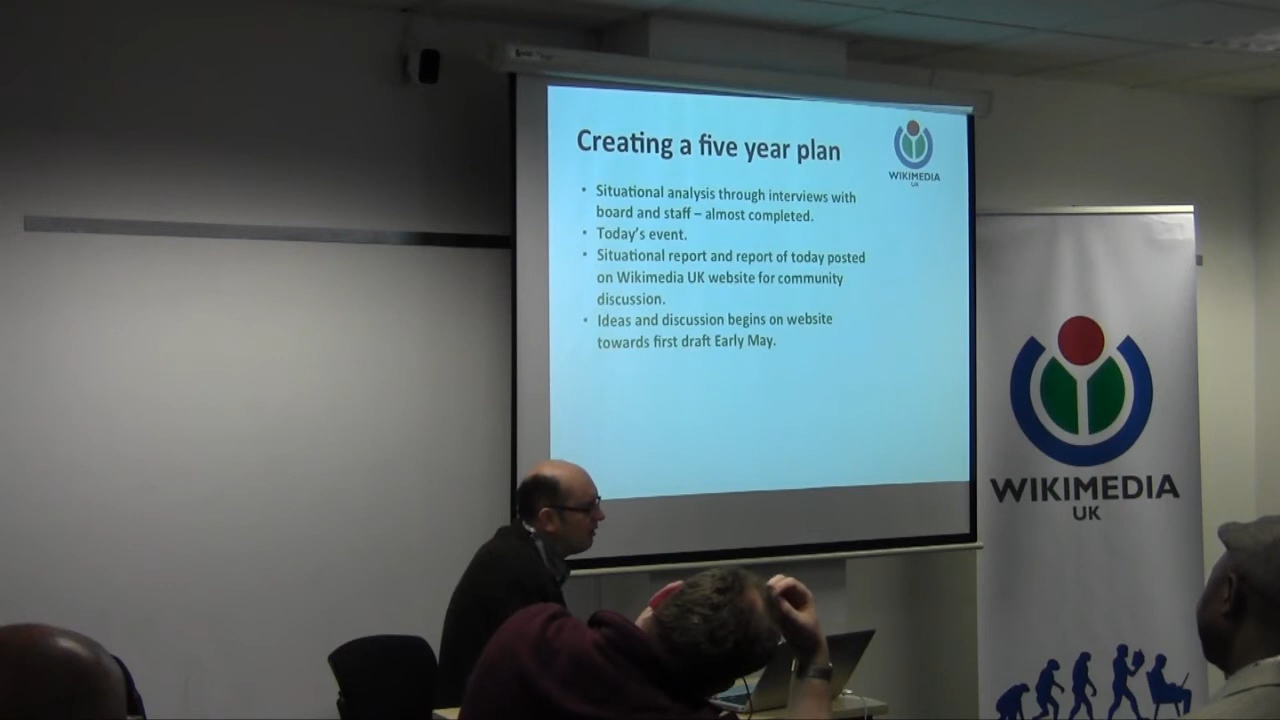 Creating a five year plan
WIKIMEDIA
UK
• Situational analysis through interviews with
board and staff – almost completed.
• Today's event.
• Situational report and report of today posted
on Wikimedia UK website for community
discussion.
• Ideas and discussion begins on website
towards first draft Early May.
WIKIMEDIA
UK